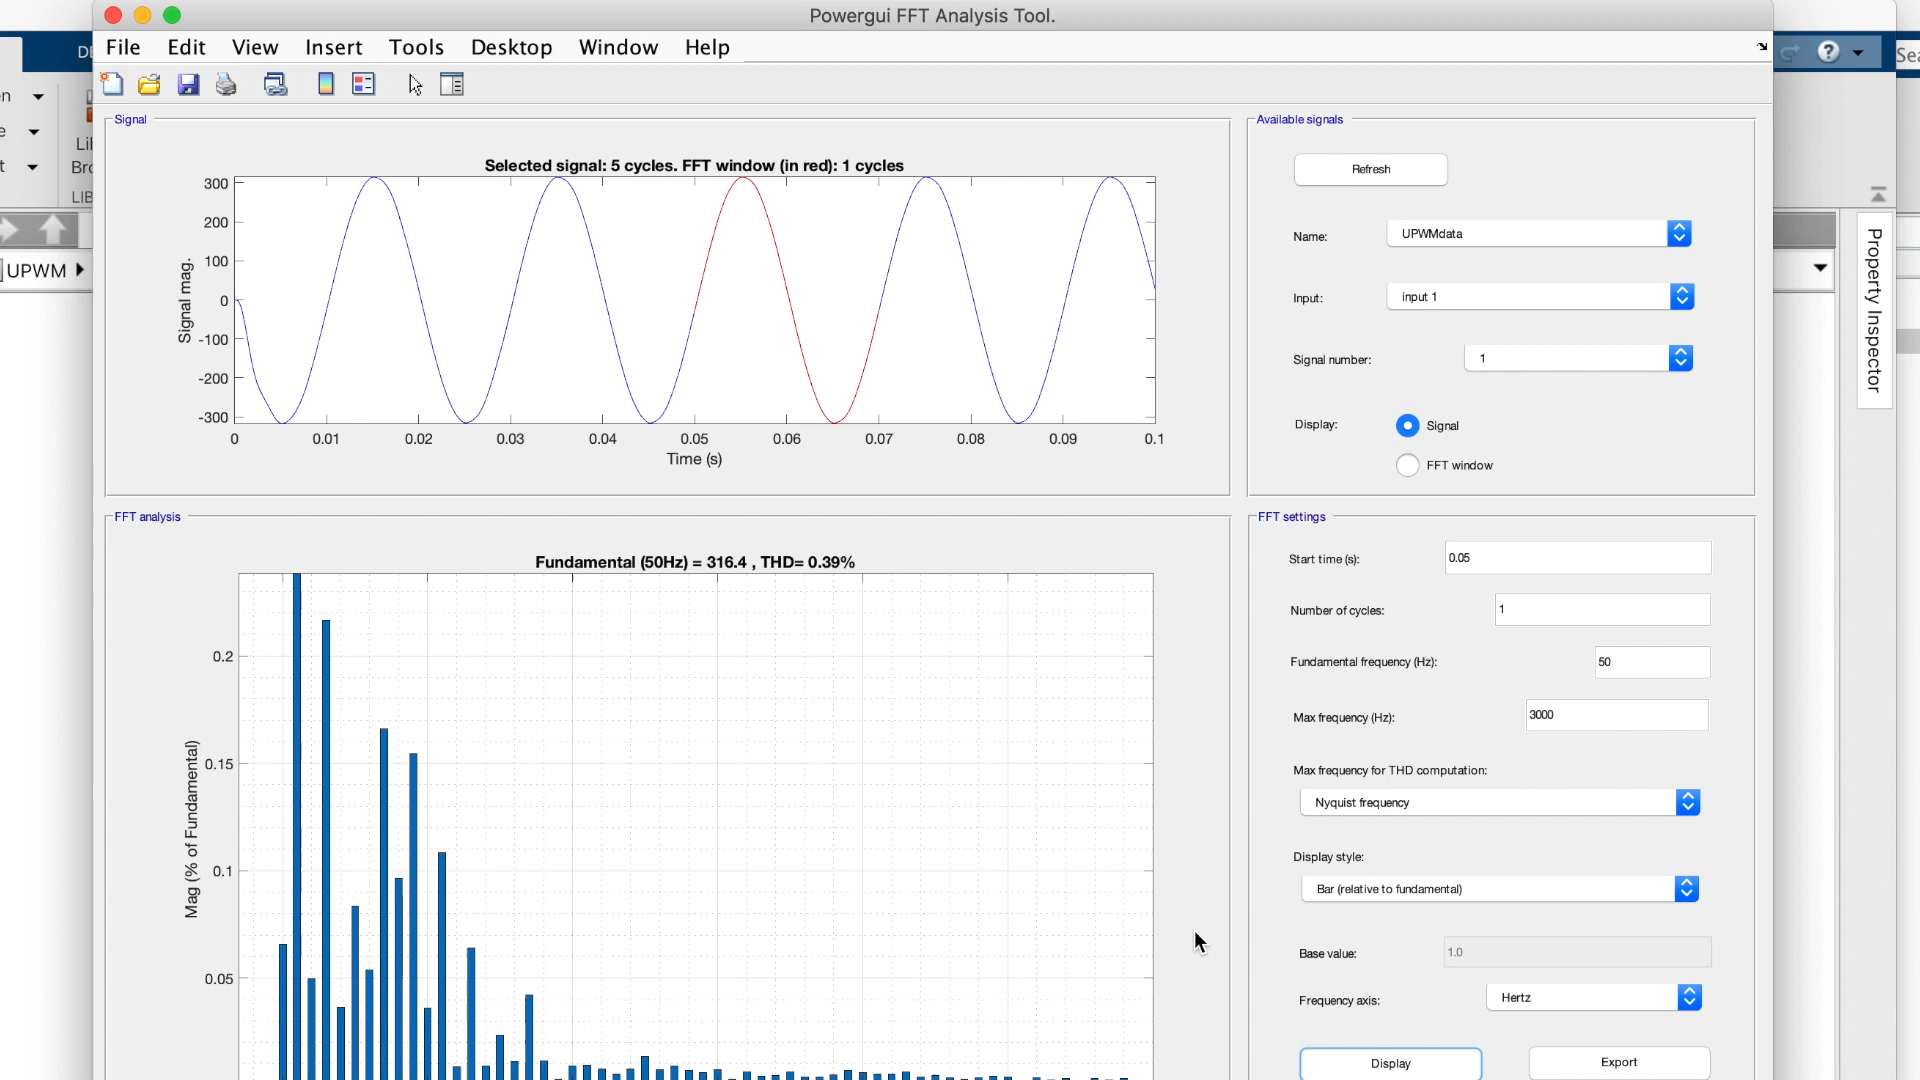 Powergui FFT Analysis Tool.
File Edit View Insert Tools Desktop Window Help
Signal
Selected signal: 5 cycles. FFT window (in red): 1 cycles
300
200
100
0
-100
-200
-300
Signal mag.
0 0.01 0.02 0.03 0.04 0.05 0.06 0.07 0.08 0.09 0.1
Time (s)
Available signals
Refresh
Name: UPWMdata
Input: input 1
Signal number: 1
Display: Signal
FFT window
FFT analysis
Fundamental (50Hz) = 316.4 , THD= 0.39%
0.2
0.15
0.1
0.05
Mag (% of Fundamental)
FFT settings
Start time (s): 0.05
Number of cycles: 1
Fundamental frequency (Hz): 50
Max frequency (Hz): 3000
Max frequency for THD computation:
Nyquist frequency
Display style:
Bar (relative to fundamental)
Base value: 1.0
Frequency axis: Hertz
Display Export
UPWM
Property Inspector